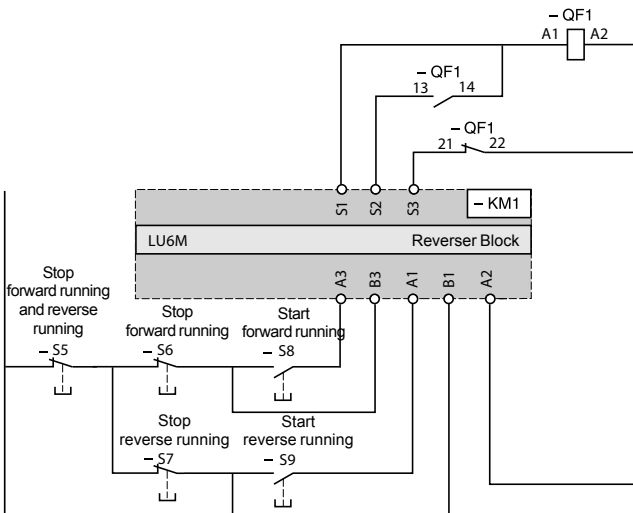 – QF1
A1 A2
– QF1
13 14
– QF1
21 22
S1 S2 S3
– KM1
LU6M Reverser Block
A3 B3 A1 B1 A2
Stop
forward running
and reverse
running
– S5
Stop
forward running
– S6
Start
forward running
– S8
Stop
reverse running
– S7
Start
reverse running
– S9